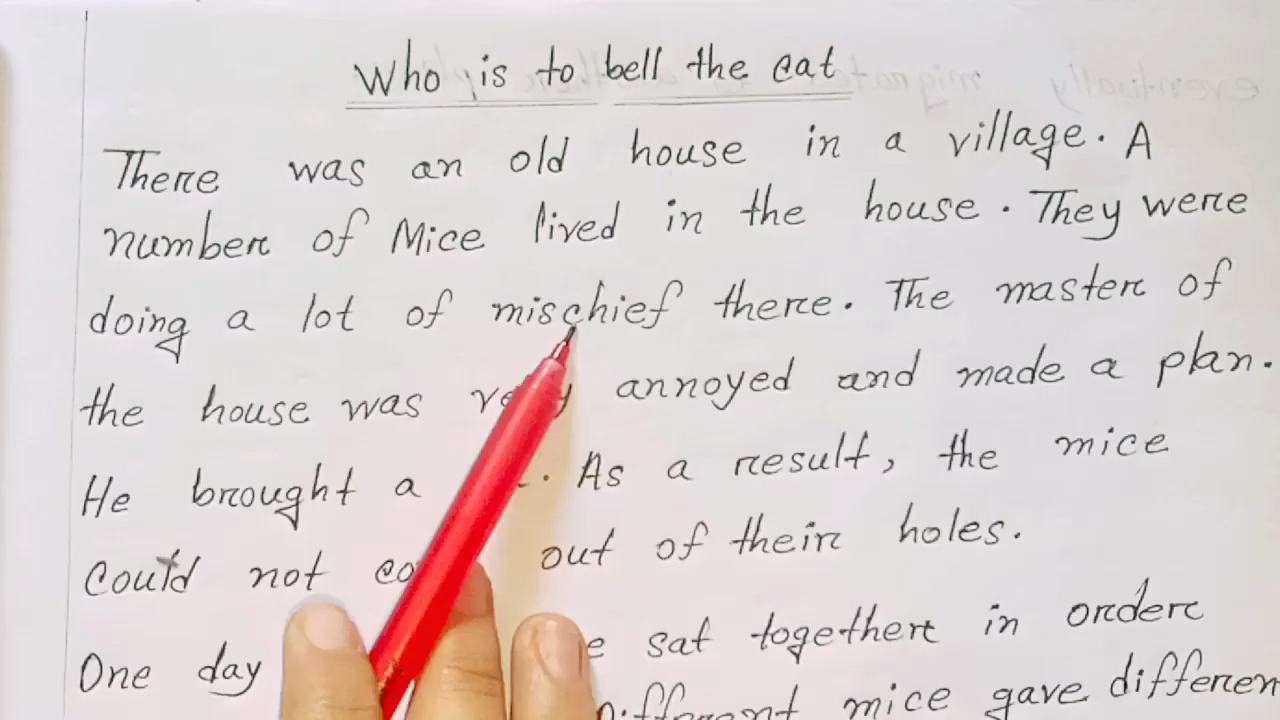 Who is to bell the cat
There was an old house in a village. A
number of Mice lived in the house. They were
doing a lot of mischief there. The master of
the house was very annoyed and made a plan.
He brought a . As a result, the mice
Could not out of their holes.
One day sat together in order
different mice gave differen